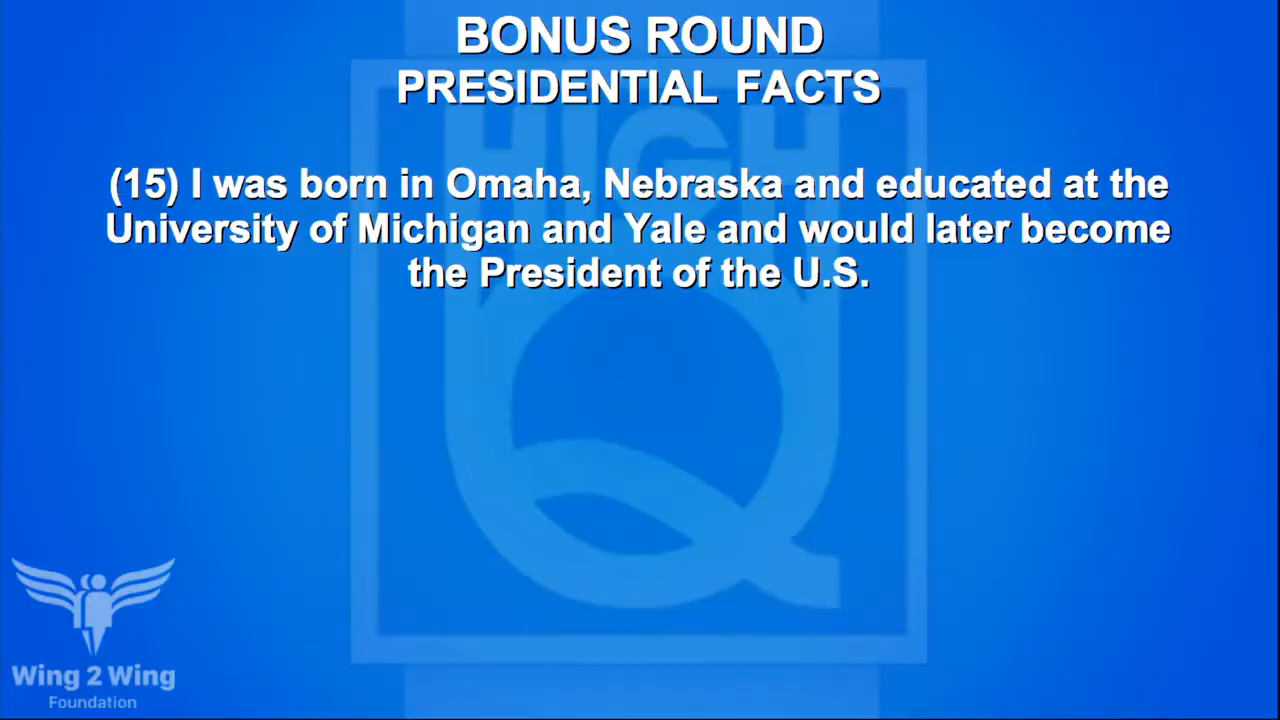 BONUS ROUND
PRESIDENTIAL FACTS
(15) I was born in Omaha, Nebraska and educated at the
University of Michigan and Yale and would later become
the President of the U.S.
HIGH
Q
Wing 2 Wing
Foundation